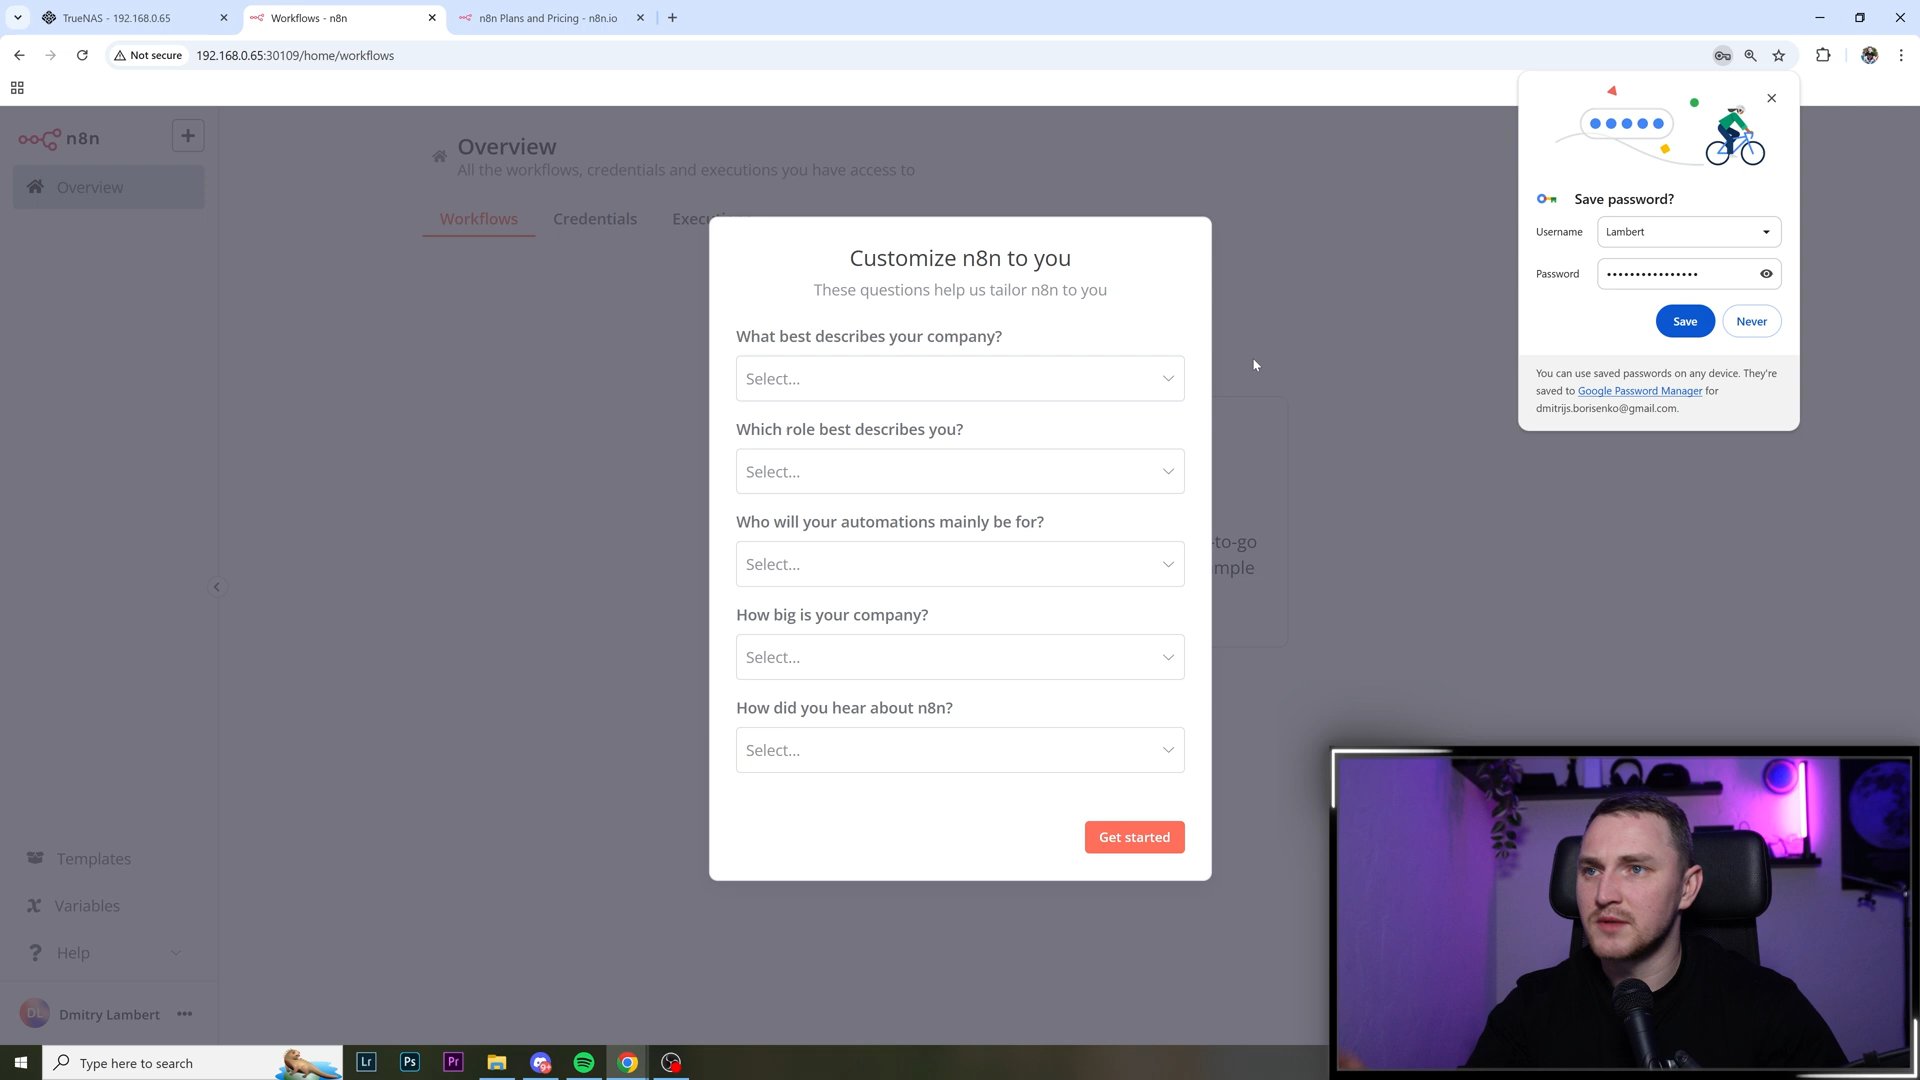 TrueNAS - 192.168.0.65
Workflows - n8n
n8n Plans and Pricing - n8n.io
Not secure
192.168.0.65:30109/home/workflows
n8n
Overview
Overview
All the workflows, credentials and executions you have access to
Workflows
Credentials
Execu
Customize n8n to you
These questions help us tailor n8n to you
What best describes your company?
Select...
Which role best describes you?
Select...
Who will your automations mainly be for?
Select...
How big is your company?
Select...
How did you hear about n8n?
Select...
Get started
-to-go
mple
Save password?
Username
Lambert
Password
••••••••••••••••
Save
Never
You can use saved passwords on any device. They're
saved to Google Password Manager for
dmitrijs.borisenko@gmail.com.
Templates
Variables
Help
DL
Dmitry Lambert
Type here to search
Lr
Ps
Pr
9+